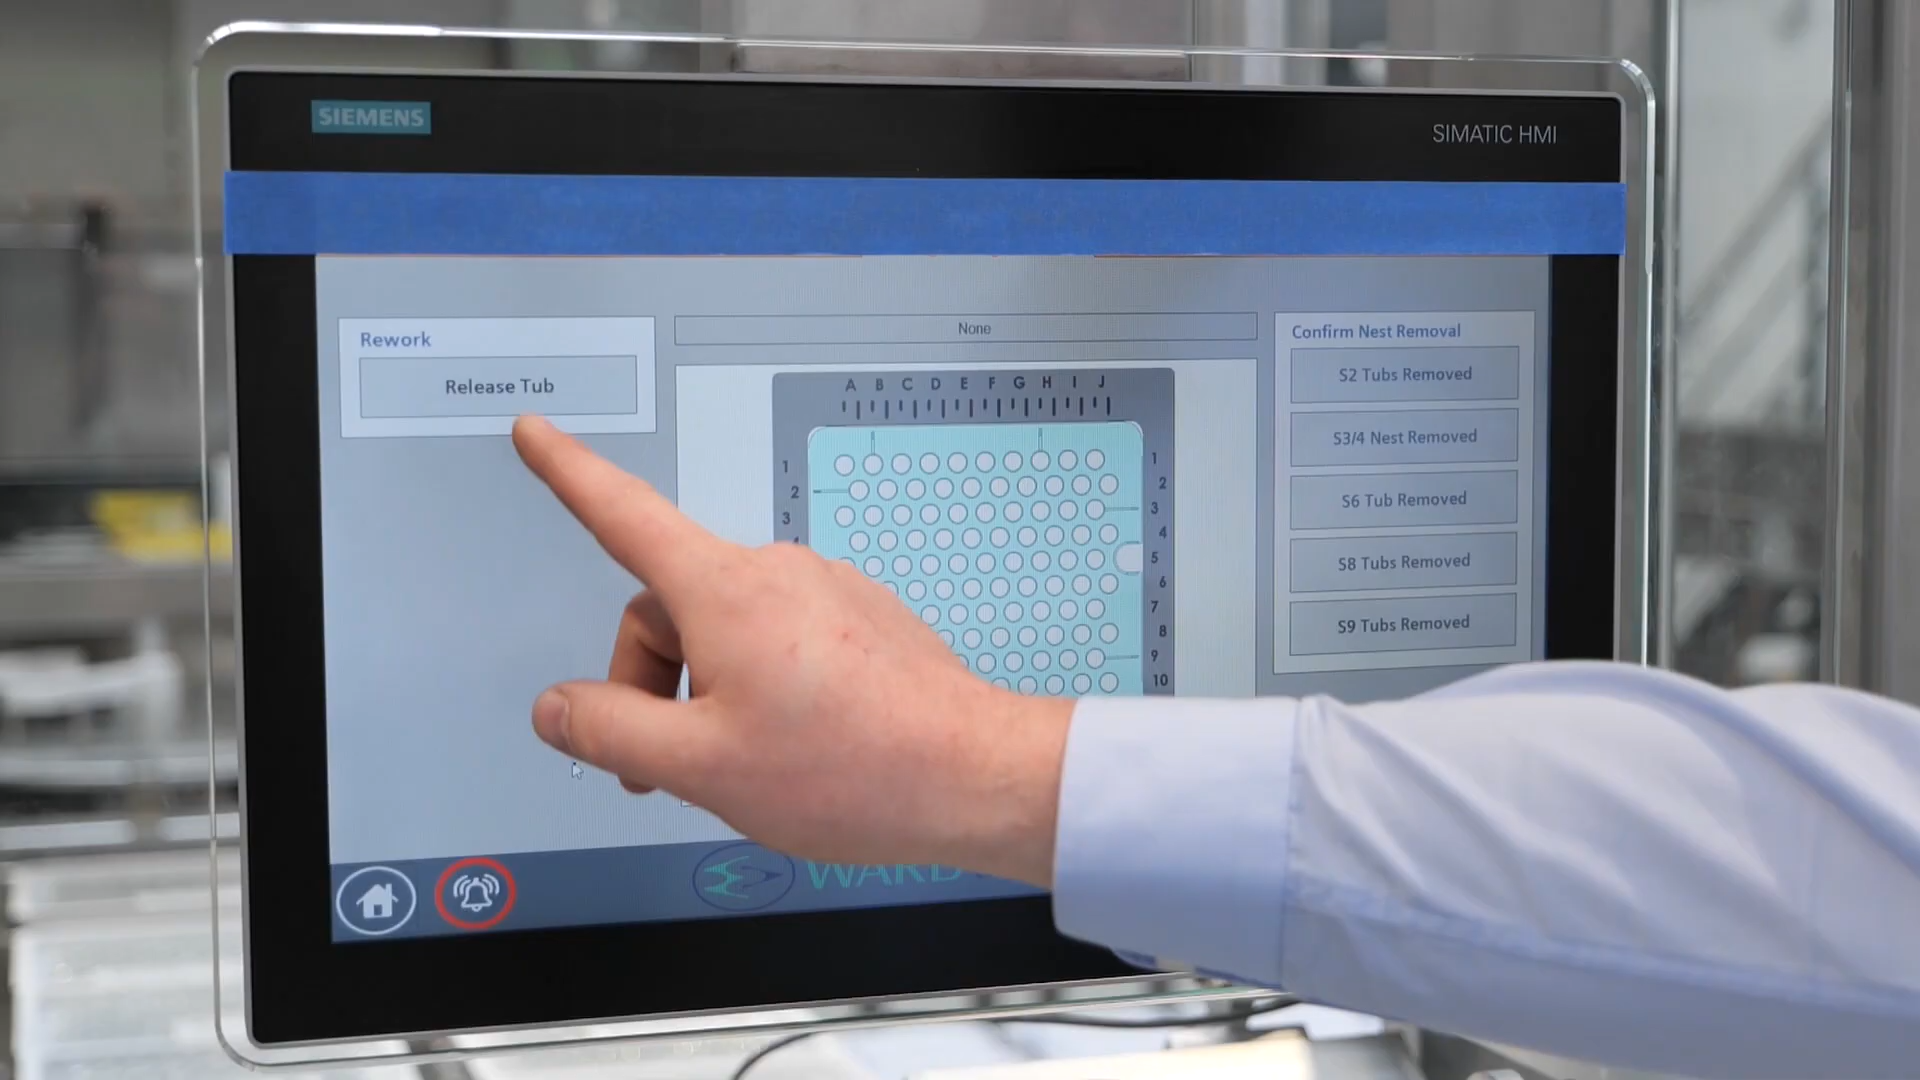 SIEMENS
SIMATIC HMI
Rework
Release Tub
None
A B C D E F G H I J
1 1
2 2
3 3
4
5
6
7
8
9
10
Confirm Nest Removal
S2 Tubs Removed
S3/4 Nest Removed
S6 Tub Removed
S8 Tubs Removed
S9 Tubs Removed